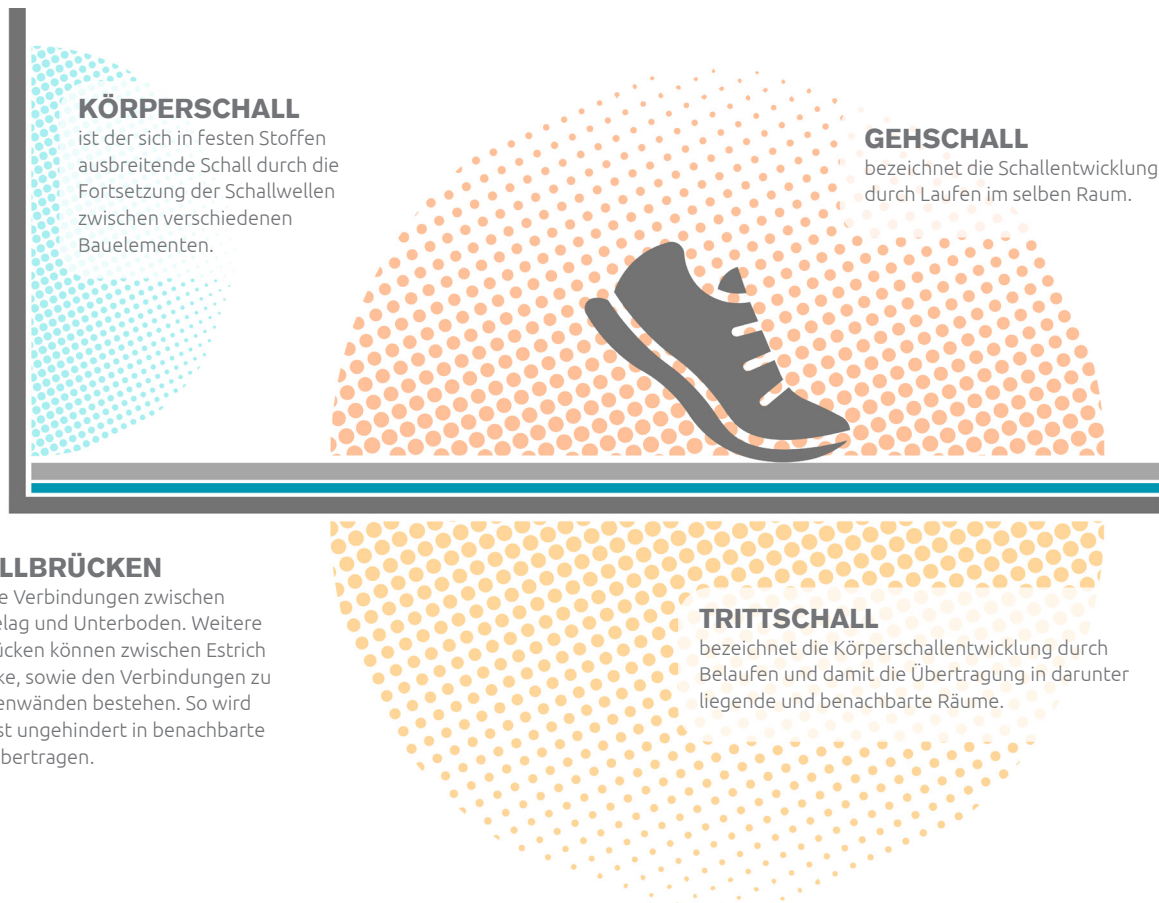 KÖRPERSCHALL
ist der sich in festen Stoffen
ausbreitende Schall durch die
Fortsetzung der Schallwellen
zwischen verschiedenen
Bauelementen.
GEHSCHALL
bezeichnet die Schallentwicklung
durch Laufen im selben Raum.
LLBRÜCKEN
e Verbindungen zwischen
elag und Unterboden. Weitere
ücken können zwischen Estrich
ke, sowie den Verbindungen zu
enwänden bestehen. So wird
st ungehindert in benachbarte
bertragen.
TRITTSCHALL
bezeichnet die Körperschallentwicklung durch
Belaufen und damit die Übertragung in darunter
liegende und benachbarte Räume.